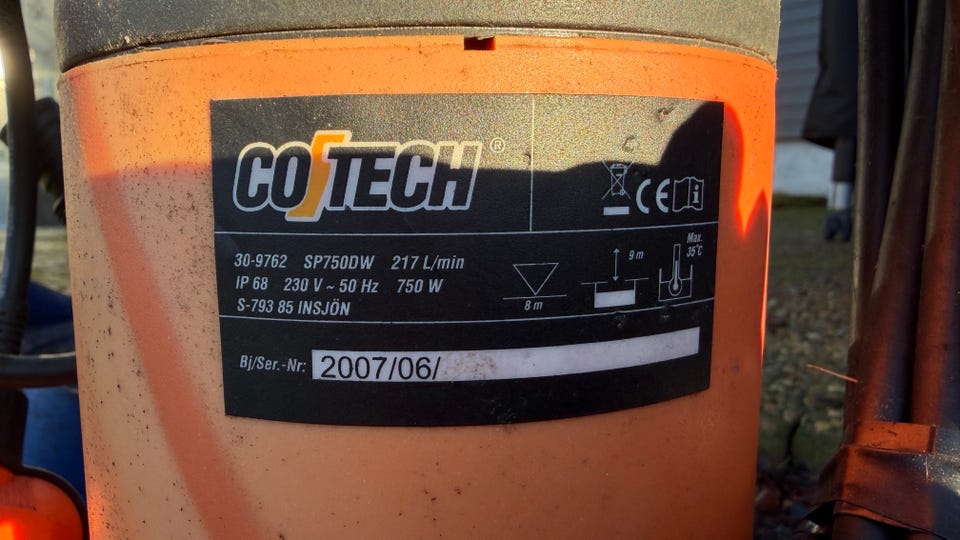 COTECH®
CE
30-9762 SP750DW 217 L/min
IP 68 230 V ~ 50 Hz 750 W
S-793 85 INSJÖN
8 m
9 m
Max.
35°C
Bj/Ser.-Nr: 2007/06/